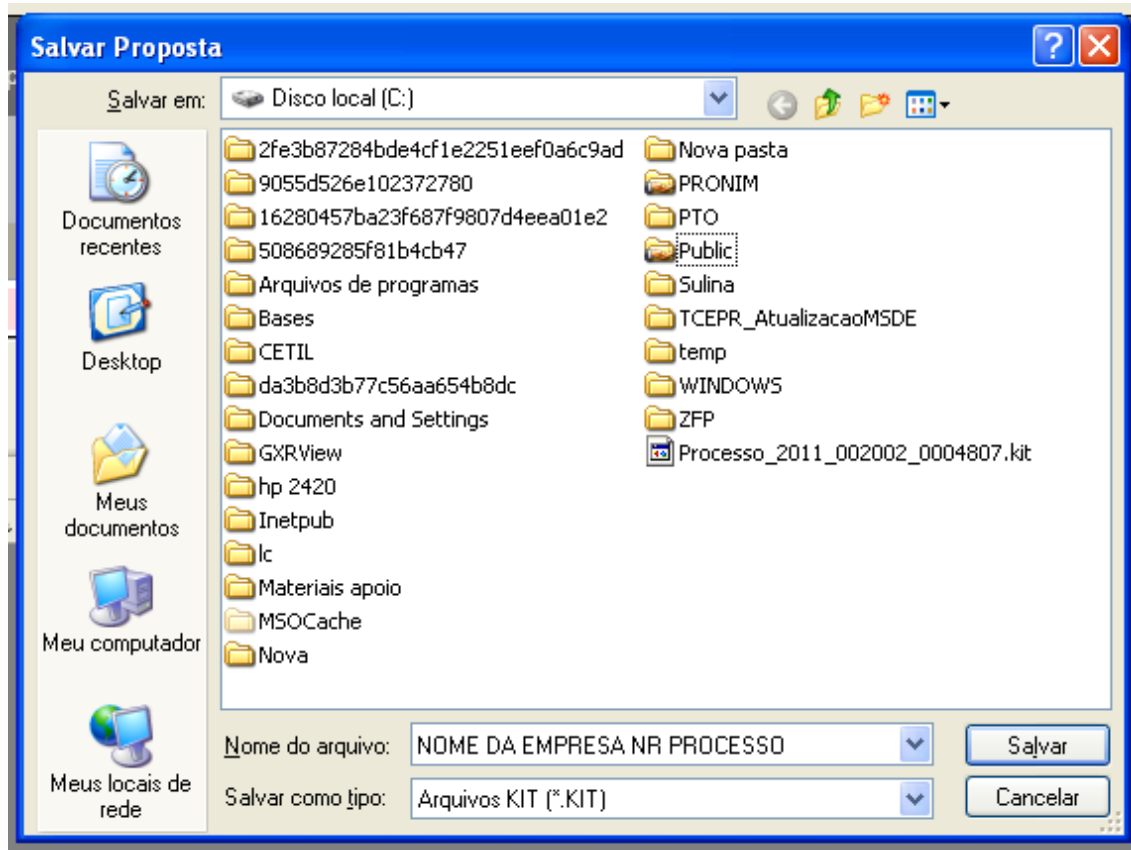 Salvar Proposta
Salvar em:
Disco local (C:)
Documentos
recentes
Desktop
Meus
documentos
Meu computador
Meus locais de
rede
2fe3b87284bde4cf1e2251eef0a6c9ad
9055d526e102372780
16280457ba23f687f9807d4eea01e2
508689285f81b4cb47
Arquivos de programas
Bases
CETIL
da3b8d3b77c56aa654b8dc
Documents and Settings
GXRView
hp 2420
Inetpub
lc
Materiais apoio
MSOCache
Nova
Nova pasta
PRONIM
PTO
Public
Sulina
TCEPR_AtualizacaoMSDE
temp
WINDOWS
ZFP
Processo_2011_002002_0004807.kit
Nome do arquivo:
NOME DA EMPRESA NR PROCESSO
Salvar
Salvar como tipo:
Arquivos KIT (*.KIT)
Cancelar